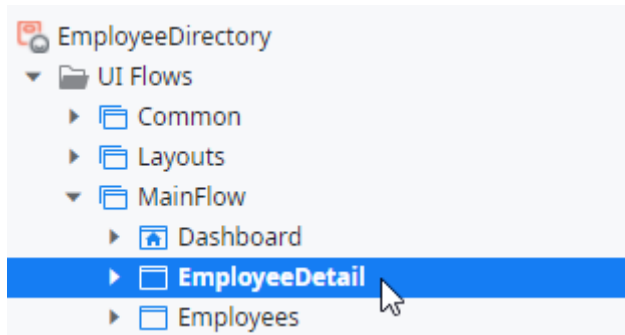 EmployeeDirectory
UI Flows
Common
Layouts
MainFlow
Dashboard
EmployeeDetail
Employees